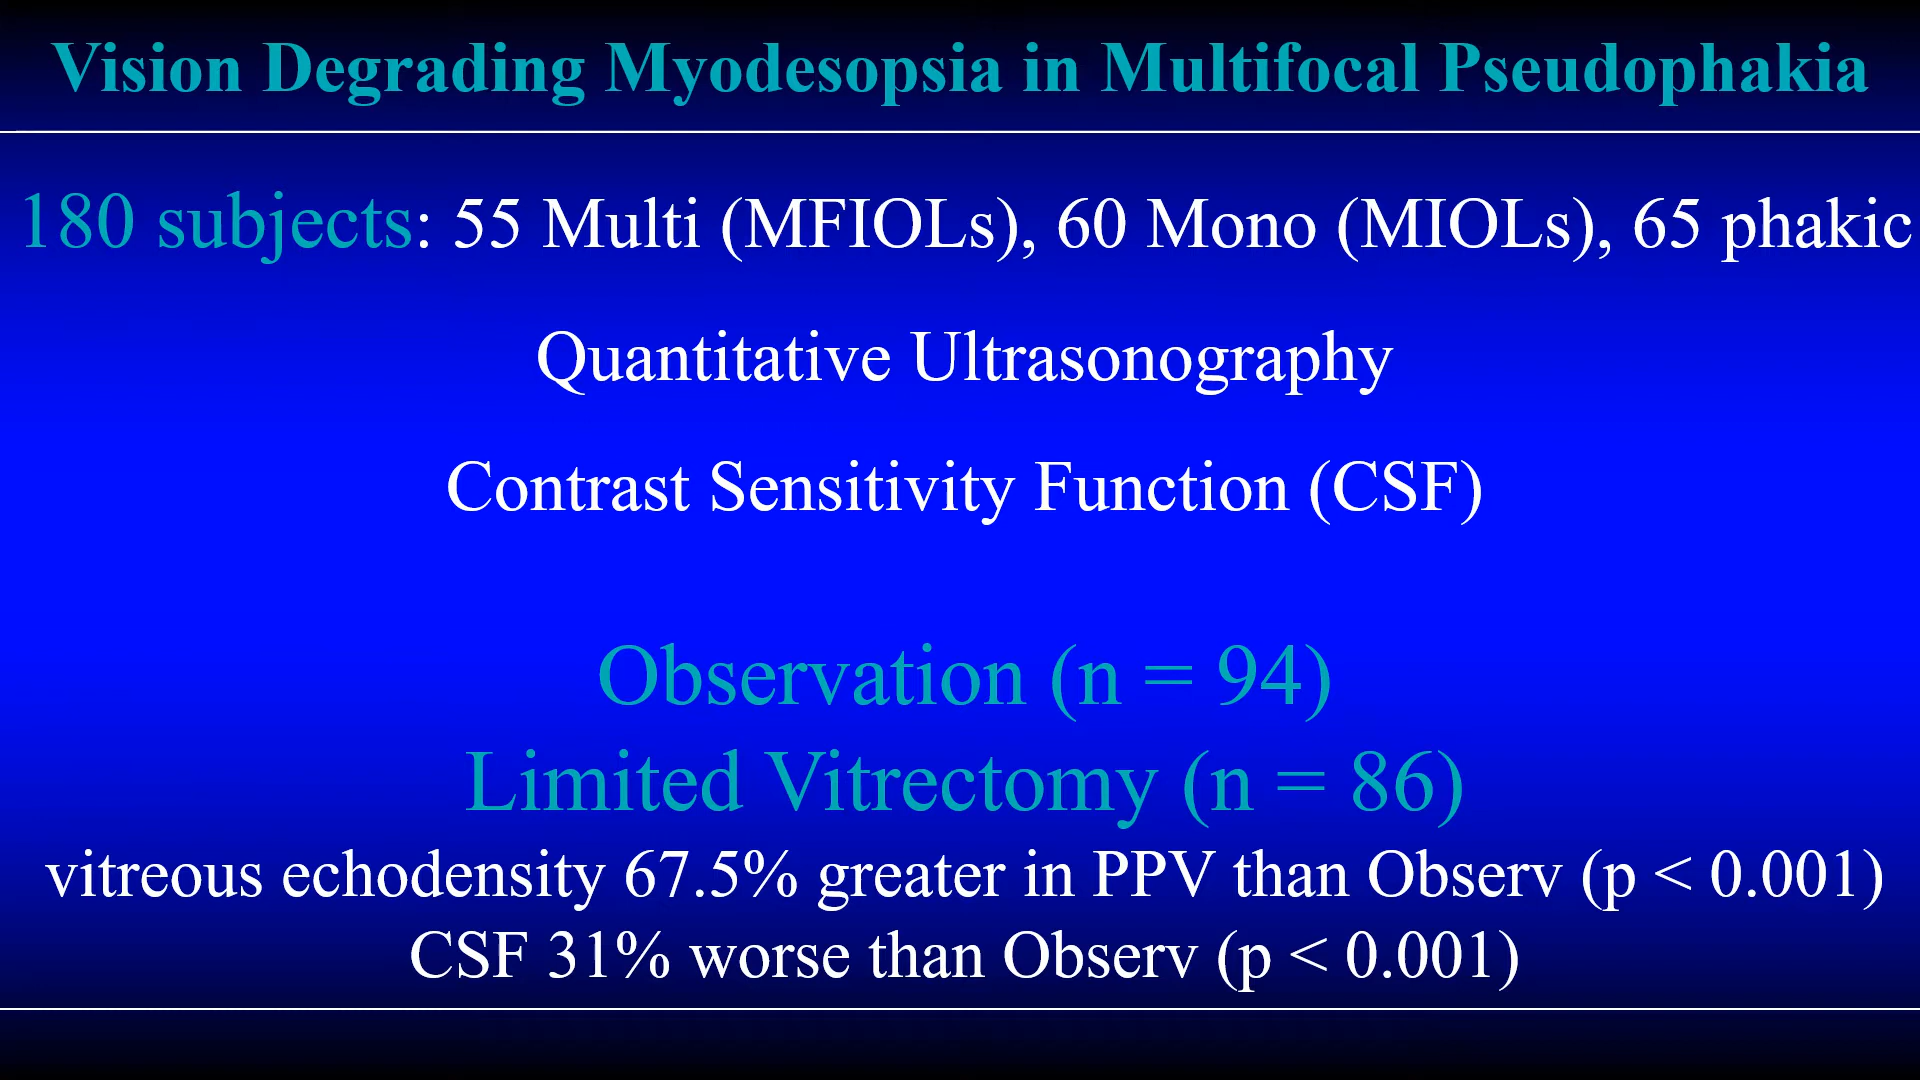 Vision Degrading Myodesopsia in Multifocal Pseudophakia
180 subjects: 55 Multi (MFIOLs), 60 Mono (MIOLs), 65 phakic
Quantitative Ultrasonography
Contrast Sensitivity Function (CSF)
Observation (n = 94)
Limited Vitrectomy (n = 86)
vitreous echodensity 67.5% greater in PPV than Observ (p < 0.001)
CSF 31% worse than Observ (p < 0.001)